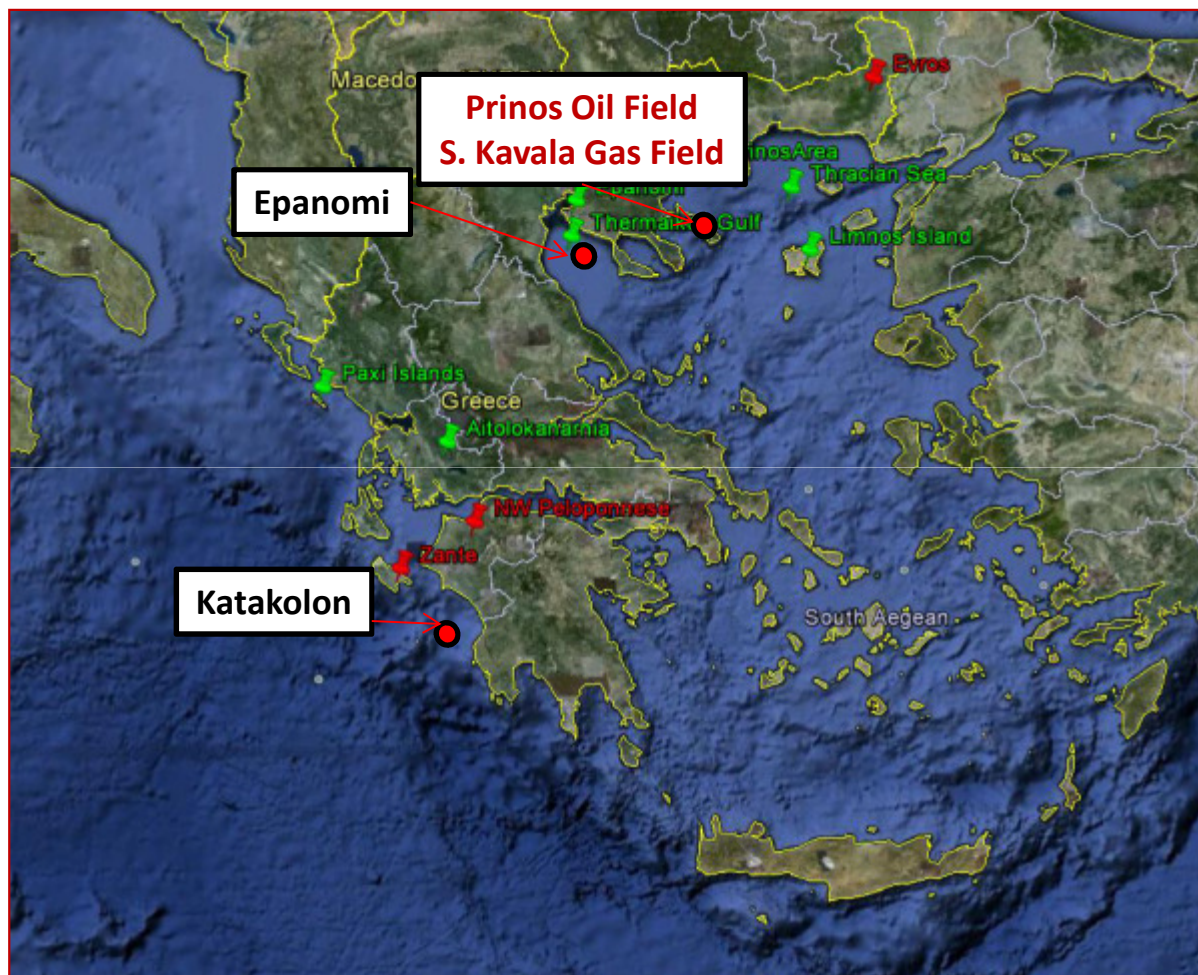 Evros
Macedo
Prinos Oil Field
S. Kavala Gas Field
Epanomi
Thracian Sea
Gulf
Limnos Island
Paxi Islands
Greece
Aitolokarnania
NW Peloponnese
Zante
Katakolon
South Aegean